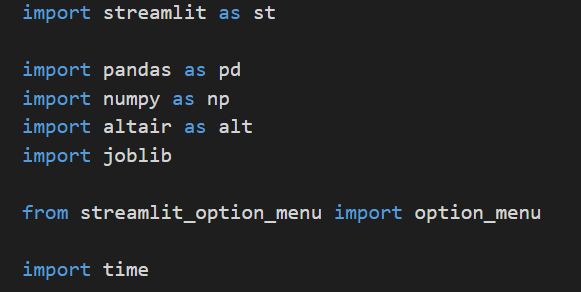 import streamlit as st
import pandas as pd
import numpy as np
import altair as alt
import joblib
from streamlit_option_menu import option_menu
import time